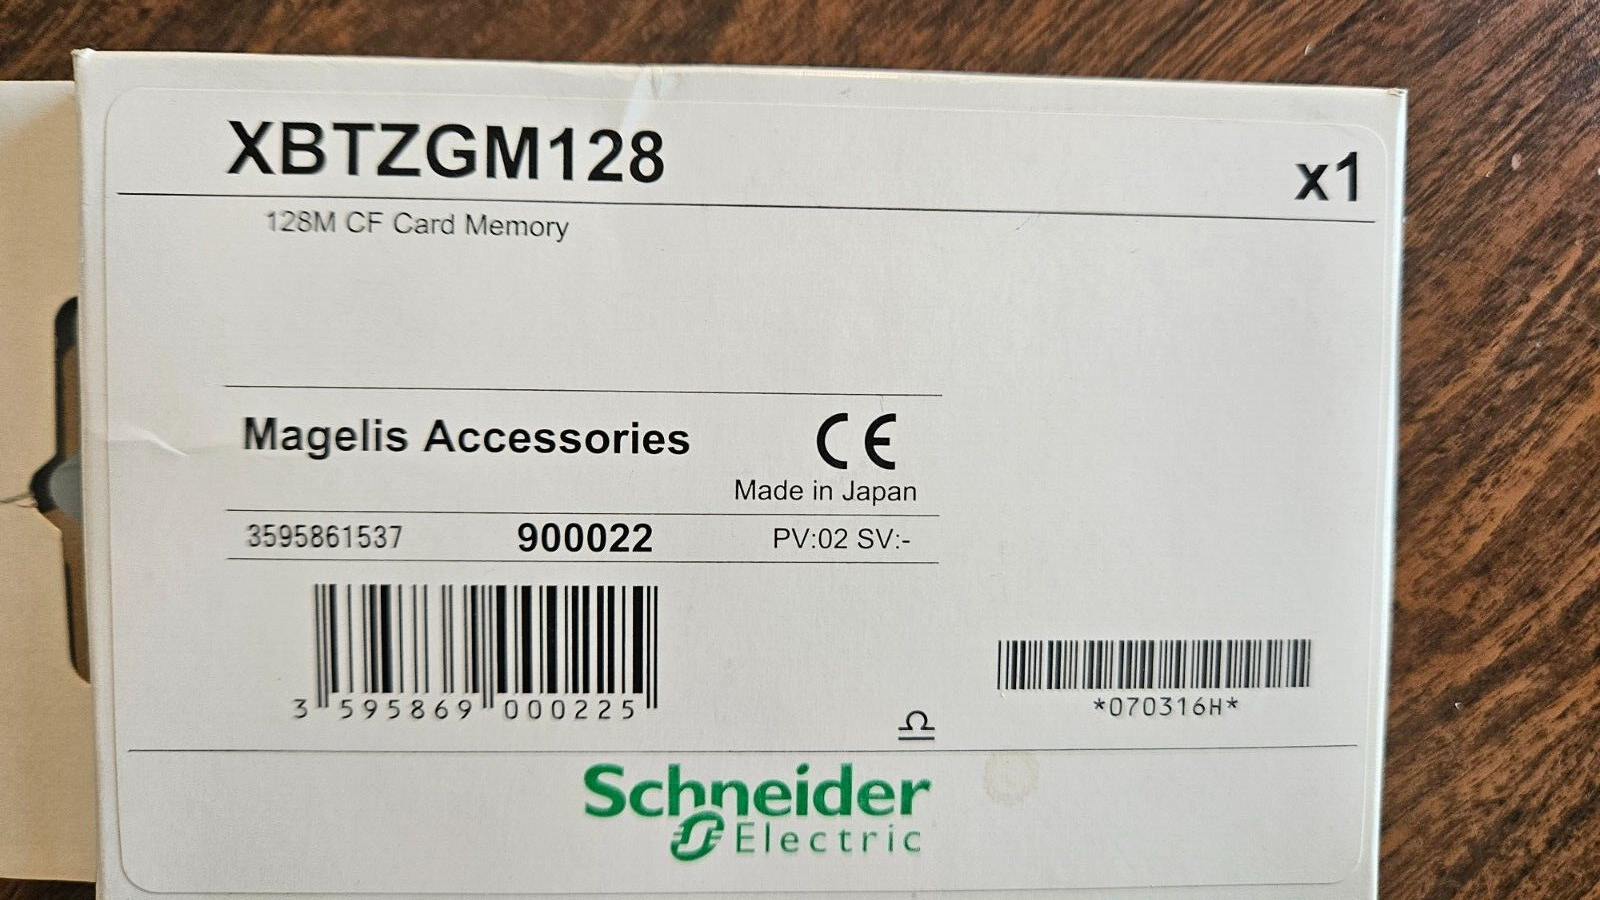 XBTZGM128
x1
128M CF Card Memory
Magelis Accessories
CE
Made in Japan
3595861537 900022 PV:02 SV:-
3 595869 000225
*070316H*
Schneider
Electric